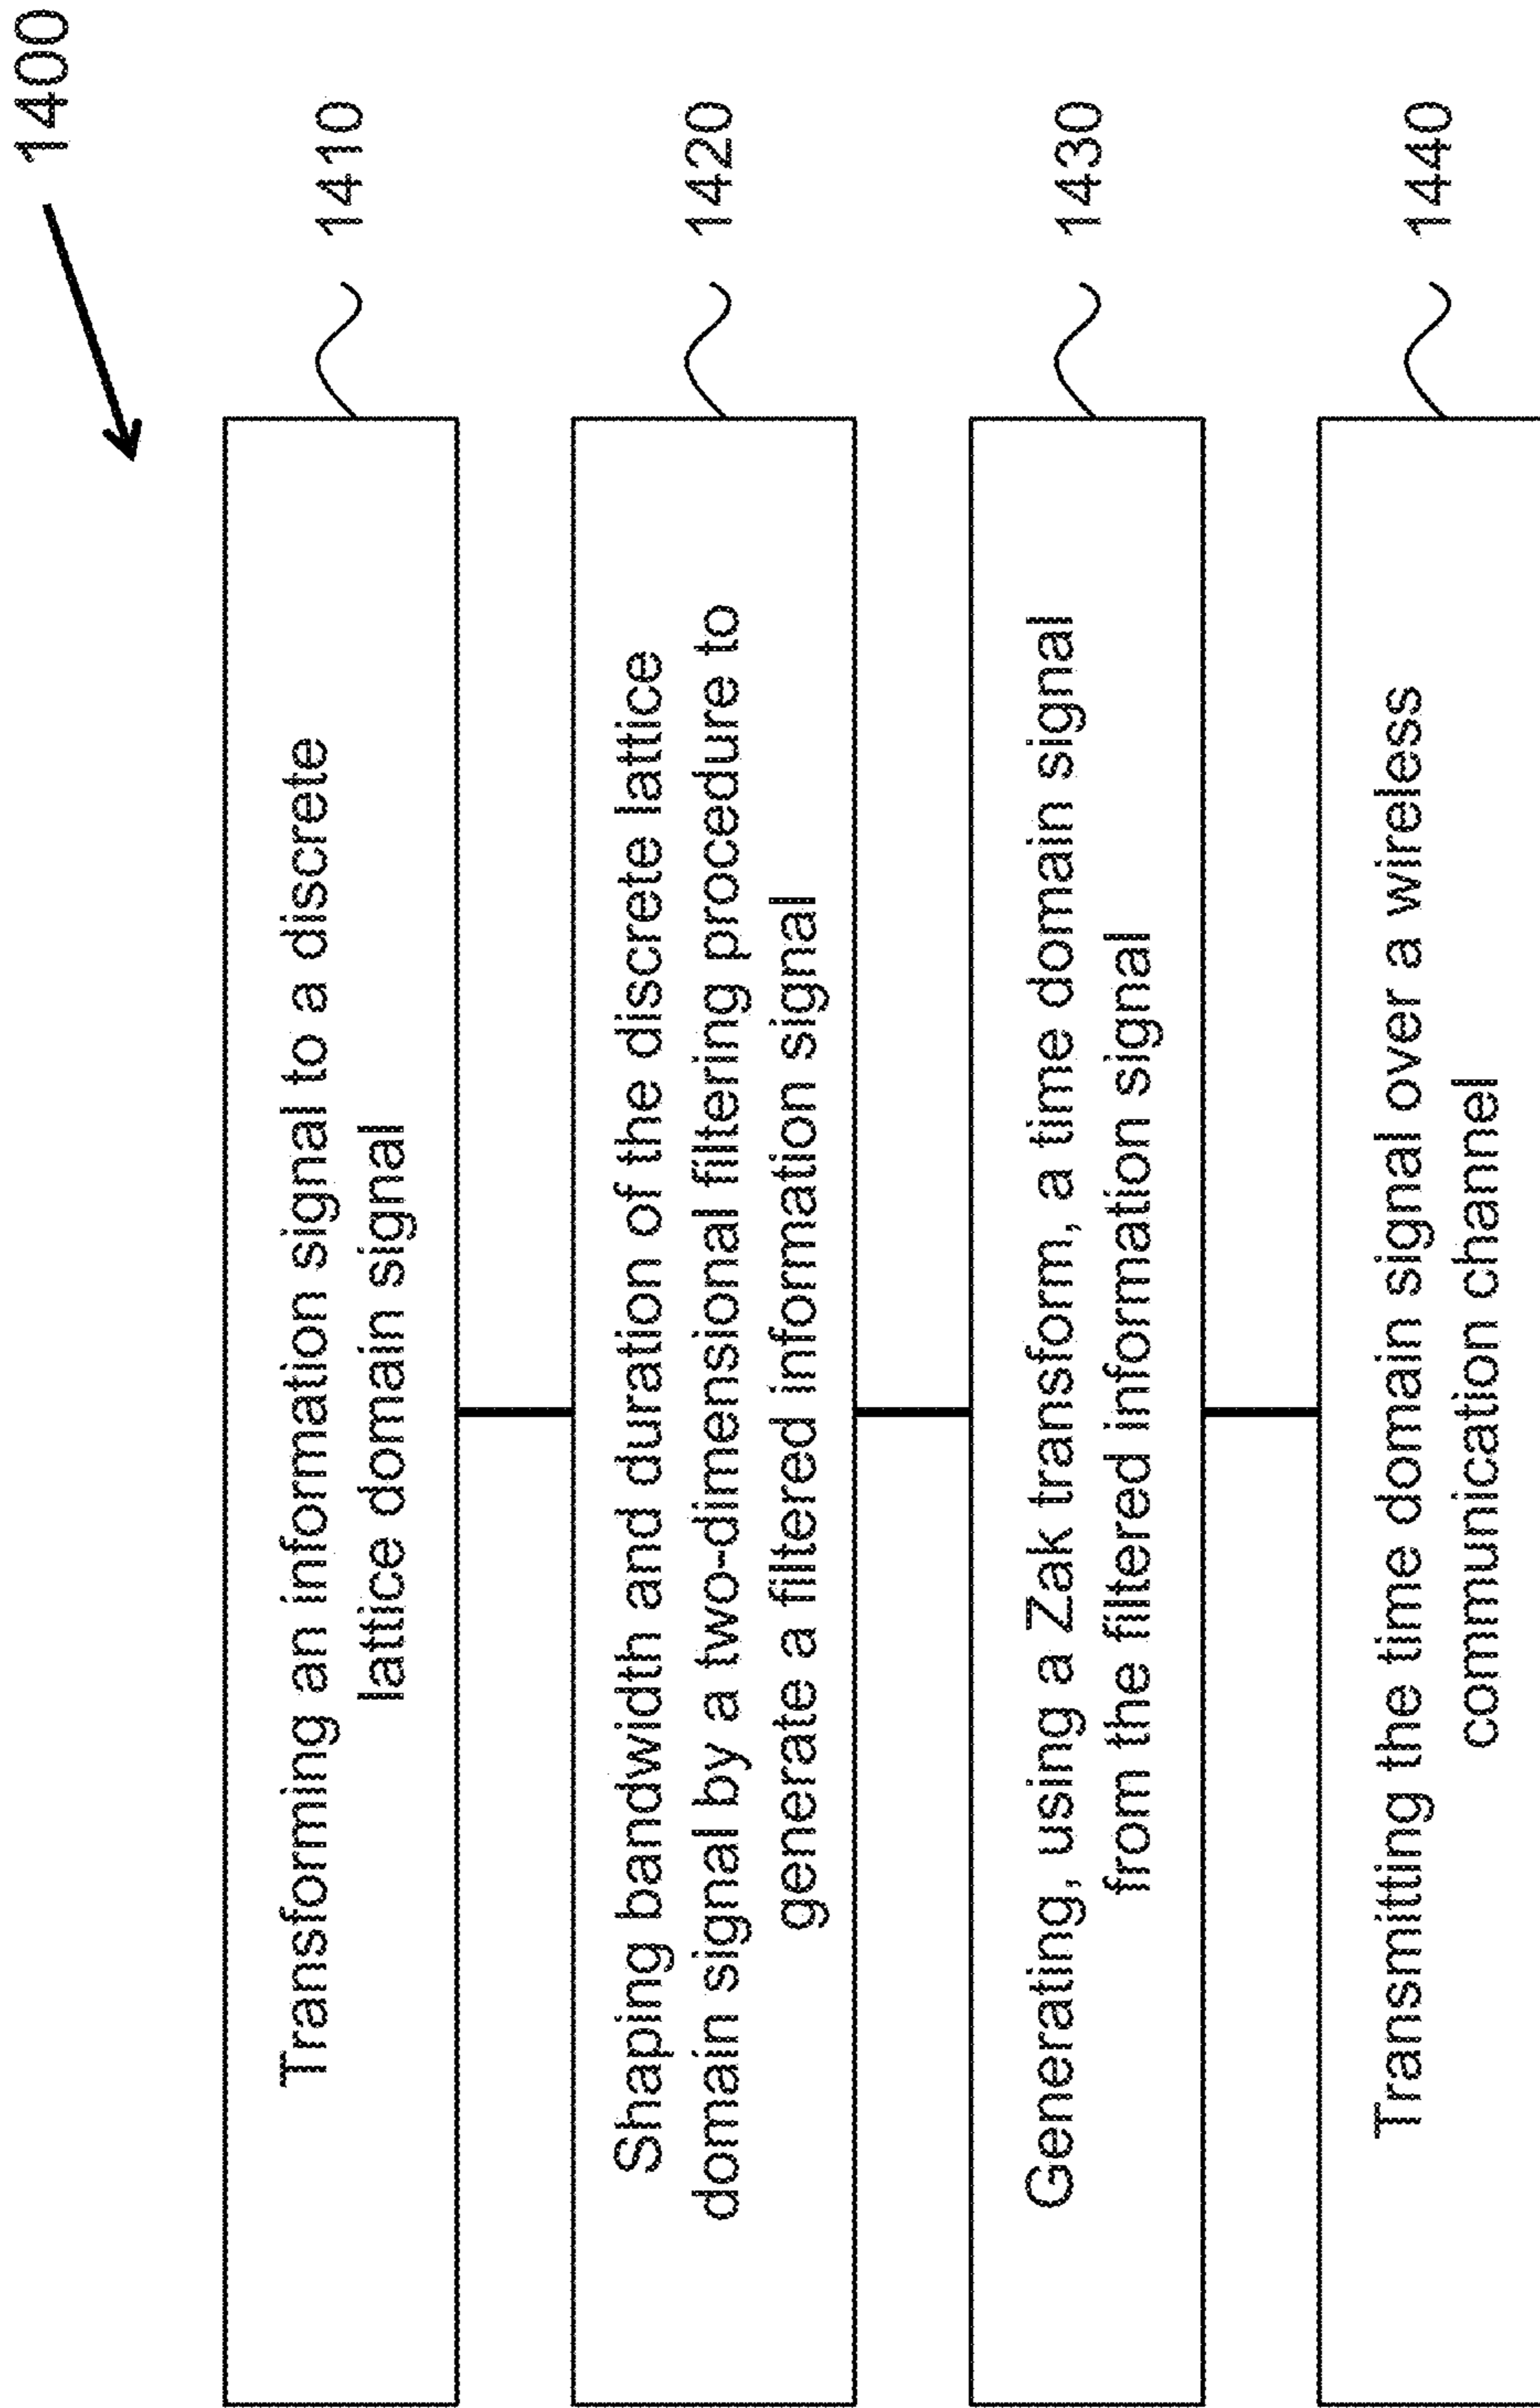 1400
Transforming an information signal to a discrete
lattice domain signal
1410
Shaping bandwidth and duration of the discrete lattice
domain signal by a two-dimensional filtering procedure to
generate a filtered information signal
1420
Generating, using a Zak transform, a time domain signal
from the filtered information signal
1430
Transmitting the time domain signal over a wireless
communication channel
1440